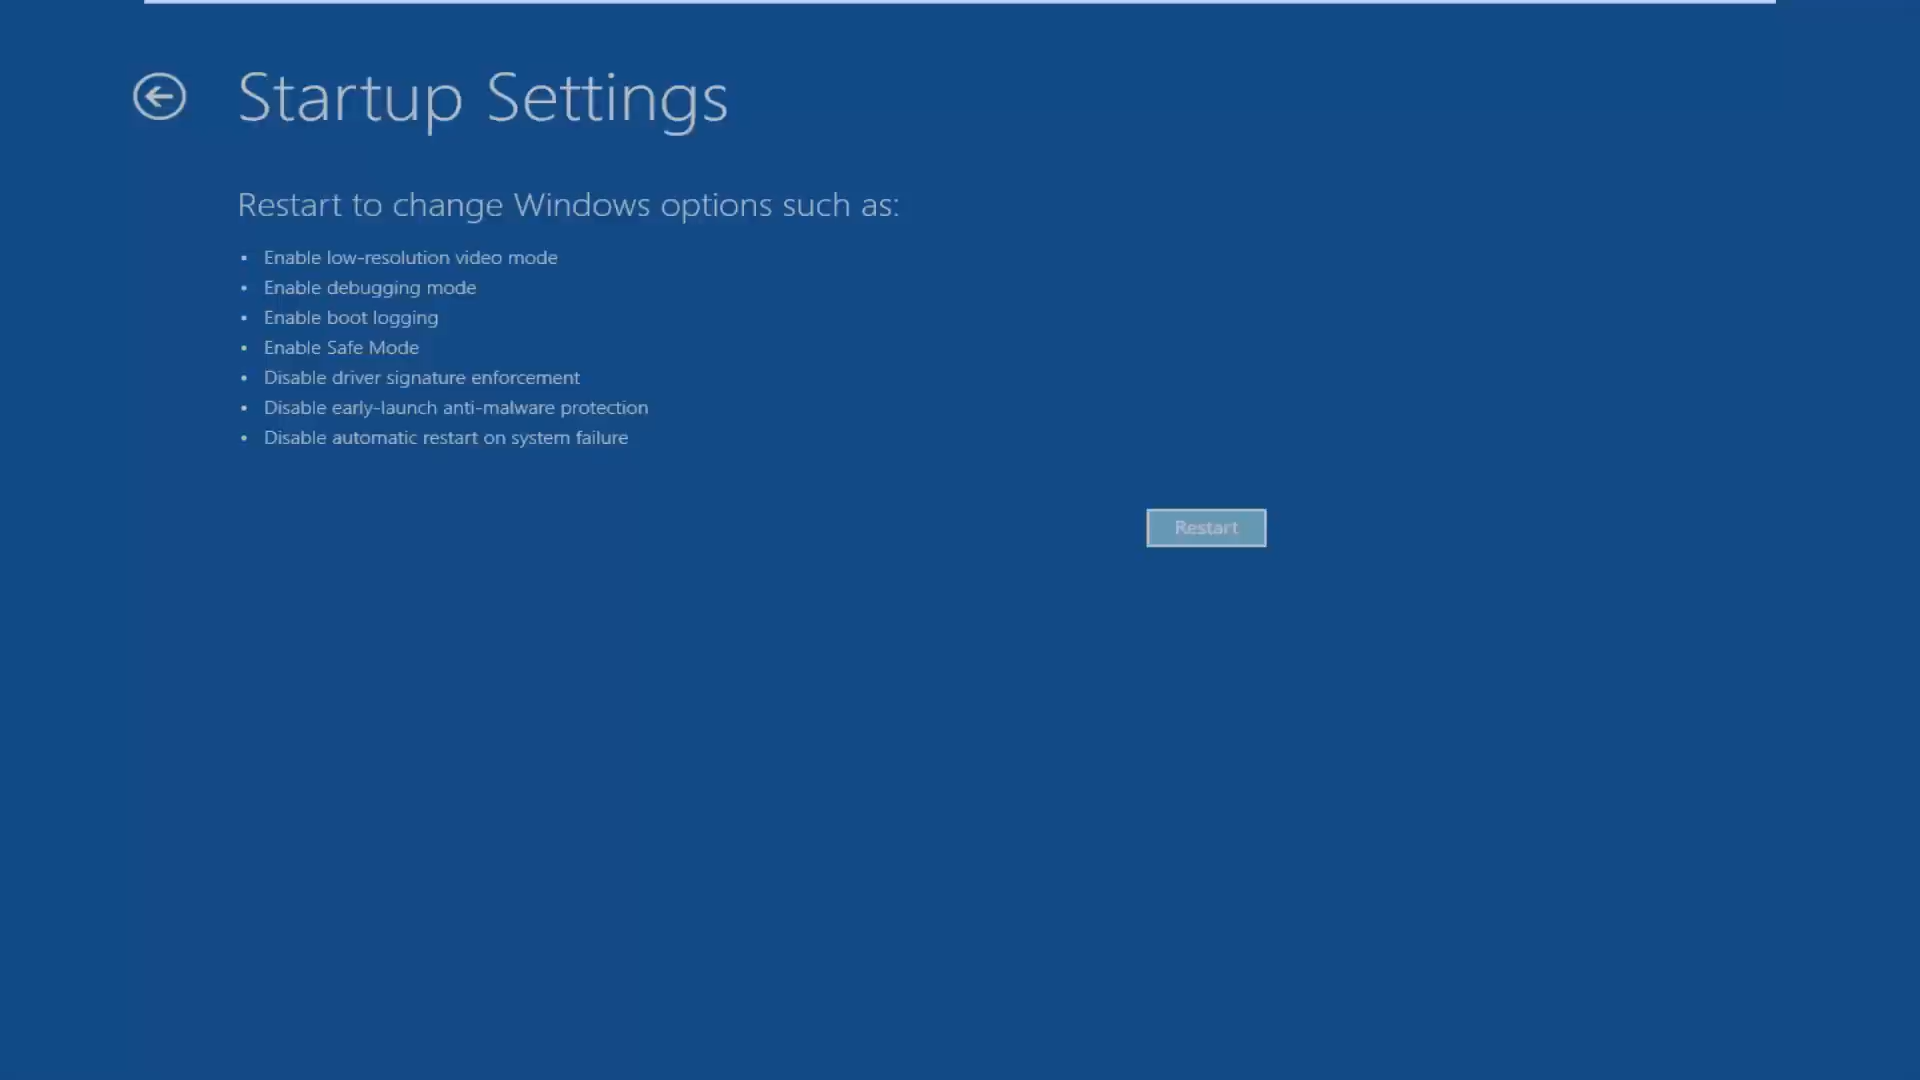 Startup Settings
Restart to change Windows options such as:
• Enable low-resolution video mode
• Enable debugging mode
• Enable boot logging
• Enable Safe Mode
• Disable driver signature enforcement
• Disable early-launch anti-malware protection
• Disable automatic restart on system failure
Restart